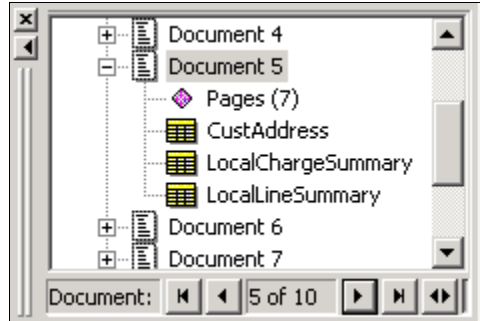 Document 4
Document 5
Pages (7)
CustAddress
LocalChargeSummary
LocalLineSummary
Document 6
Document 7
Document: 5 of 10